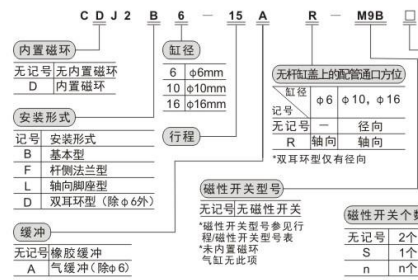 C D J 2 B 6 - 15 A R - M9B □
内置磁环
无记号 无内置磁环
D 内置磁环
安装形式
记号 安装形式
B 基本型
F 杆侧法兰型
L 轴向脚座型
D 双耳环型（除φ6外）
缓冲
无记号 橡胶缓冲
A 气缓冲（除φ6）
缸径
6 φ6mm
10 φ10mm
16 φ16mm
行程
无杆缸盖上的配管通口方位
缸径 φ6 φ10，φ16
记号
无记号 — 径向
R 轴向 轴向
*双耳环型仅有径向
磁性开关型号
无记号 无磁性开关
*磁性开关型号参见行
程/磁性开关型号表
*未内置磁环
气缸无此项
磁性开关个数
无记号 2个
S 1个
n n个